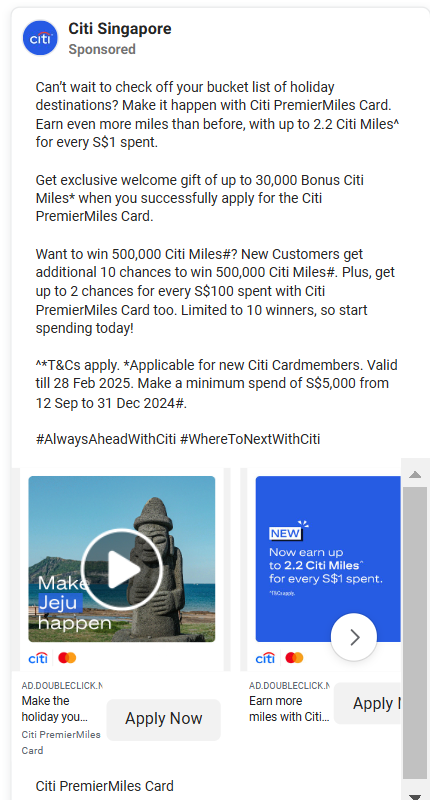 Citi Singapore
Sponsored
Can't wait to check off your bucket list of holiday
destinations? Make it happen with Citi PremierMiles Card.
Earn even more miles than before, with up to 2.2 Citi Miles^
for every S$1 spent.
Get exclusive welcome gift of up to 30,000 Bonus Citi
Miles* when you successfully apply for the Citi
PremierMiles Card.
Want to win 500,000 Citi Miles#? New Customers get
additional 10 chances to win 500,000 Citi Miles#. Plus, get
up to 2 chances for every S$100 spent with Citi
PremierMiles Card too. Limited to 10 winners, so start
spending today!
^*T&Cs apply. *Applicable for new Citi Cardmembers. Valid
till 28 Feb 2025. Make a minimum spend of S$5,000 from
12 Sep to 31 Dec 2024#.
#AlwaysAheadWithCiti #WhereToNextWithCiti
Make
Jeju
happen
citi
AD.DOUBLECLICK.N
Make the
holiday you...
Citi PremierMiles
Card
Apply Now
NEW
Now earn up
to 2.2 Citi Miles^
for every S$1 spent.
^T&Cs apply.
citi
AD.DOUBLECLICK.N
Earn more
miles with Citi...
Apply
Citi PremierMiles Card